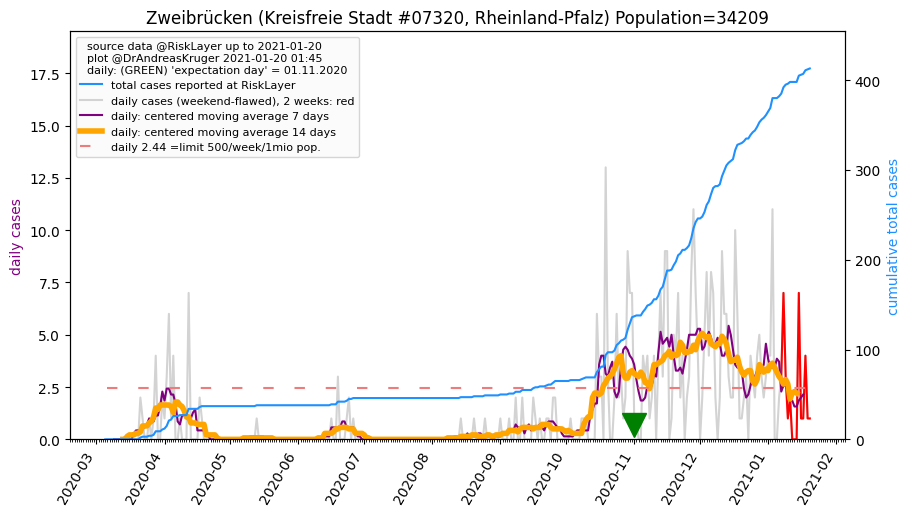 Zweibrücken (Kreisfreie Stadt #07320, Rheinland-Pfalz) Population=34209
source data @RiskLayer up to 2021-01-20
plot @DrAndreasKruger 2021-01-20 01:45
daily: (GREEN) 'expectation day' = 01.11.2020
total cases reported at RiskLayer
daily cases (weekend-flawed), 2 weeks: red
daily: centered moving average 7 days
daily: centered moving average 14 days
daily 2.44 =limit 500/week/1mio pop.
daily cases
17.5
15.0
12.5
10.0
7.5
5.0
2.5
0.0
cumulative total cases
400
300
200
100
0
2020-03
2020-04
2020-05
2020-06
2020-07
2020-08
2020-09
2020-10
2020-11
2020-12
2021-01
2021-02